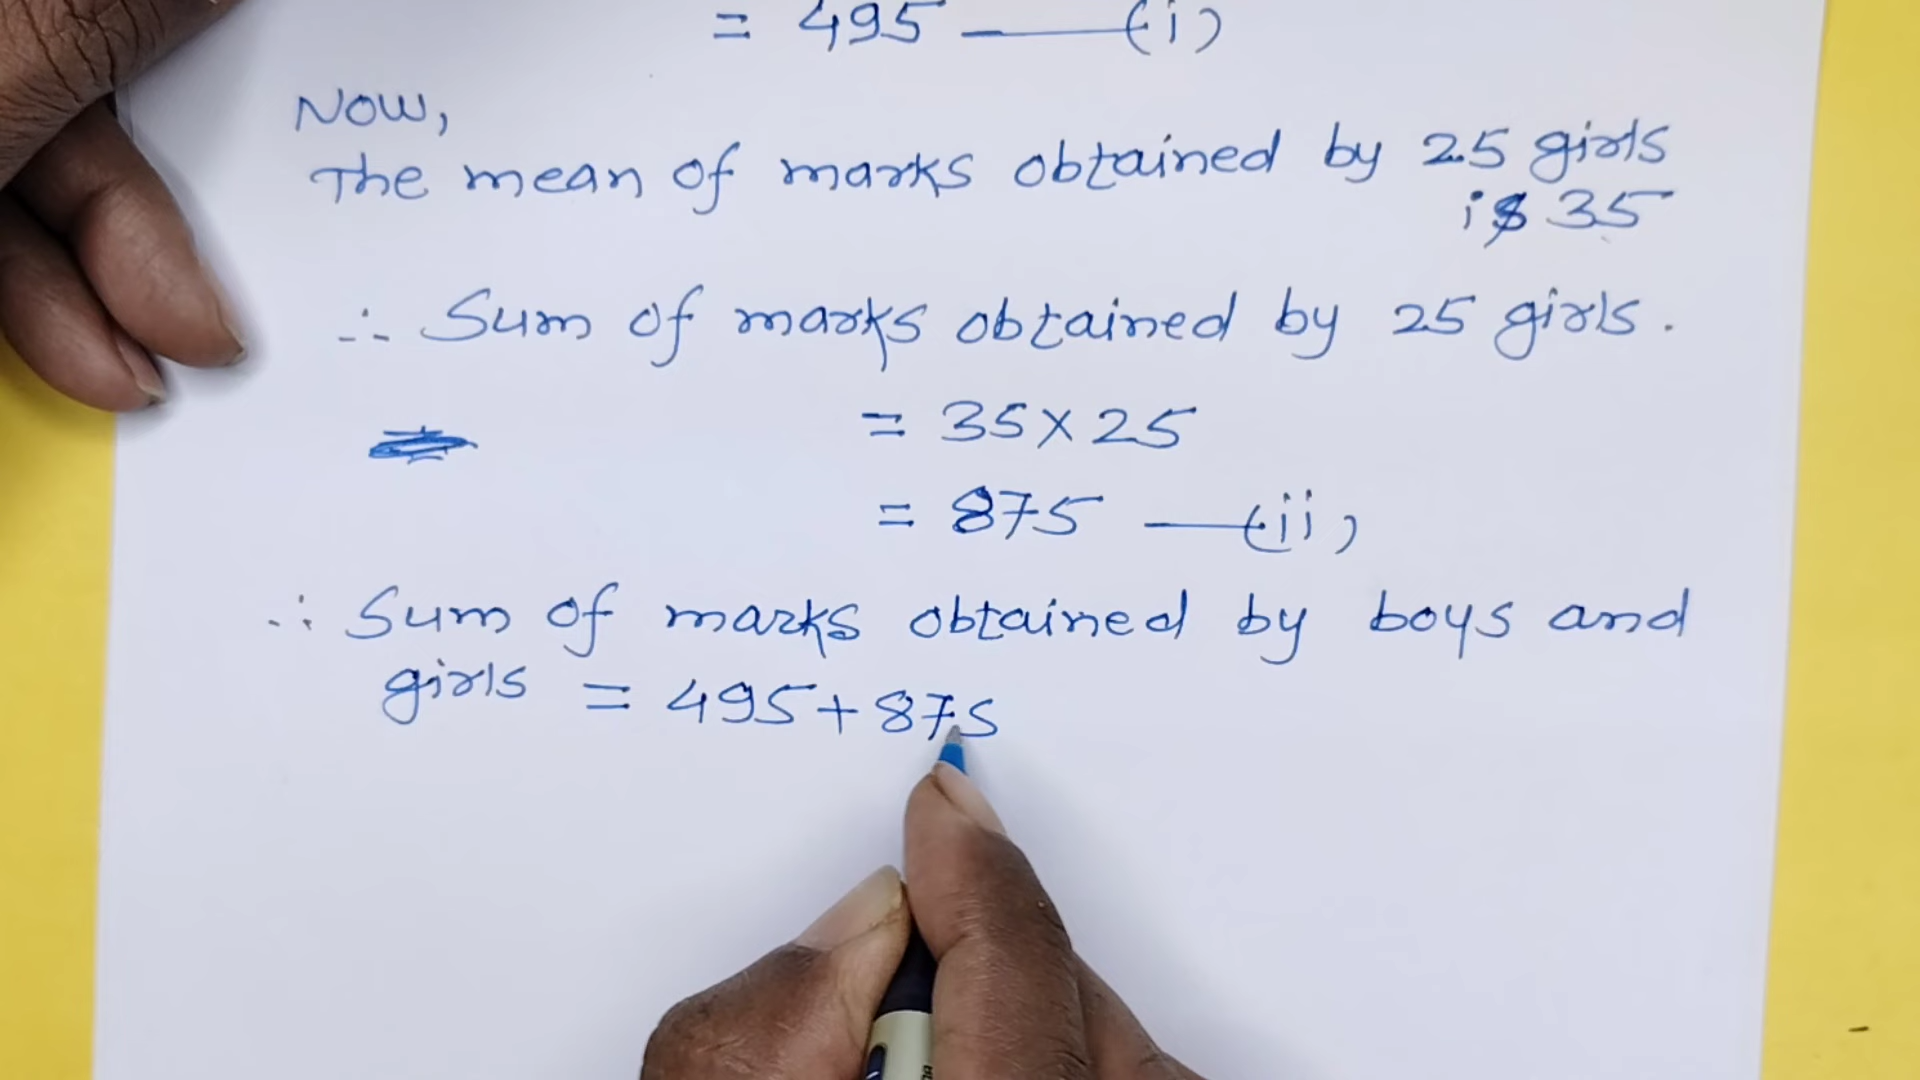 = 495 ——(i)
Now,
The mean of marks obtained by 25 girls
is 35
∴ Sum of marks obtained by 25 girls.
= 35×25
= 875 ——(ii)
∴ Sum of marks obtained by boys and
girls = 495+875